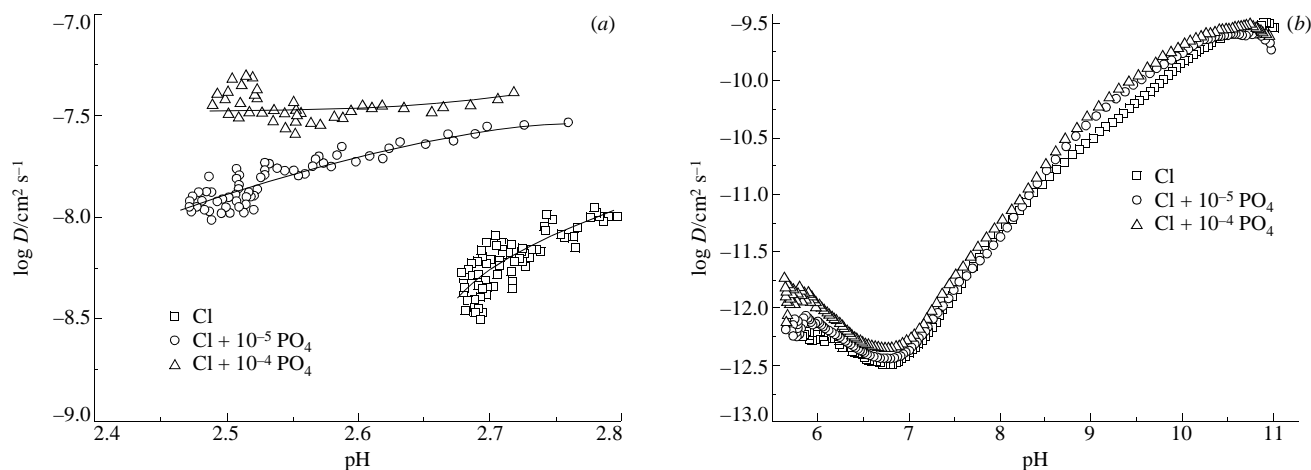 (a)
log D/cm² s⁻¹
–7.0
–7.5
–8.0
–8.5
–9.0
Cl
Cl + 10⁻⁵ PO₄
Cl + 10⁻⁴ PO₄
2.4 2.5 2.6 2.7 2.8
pH
(b)
log D/cm² s⁻¹
–9.5
–10.0
–10.5
–11.0
–11.5
–12.0
–12.5
–13.0
Cl
Cl + 10⁻⁵ PO₄
Cl + 10⁻⁴ PO₄
6 7 8 9 10 11
pH